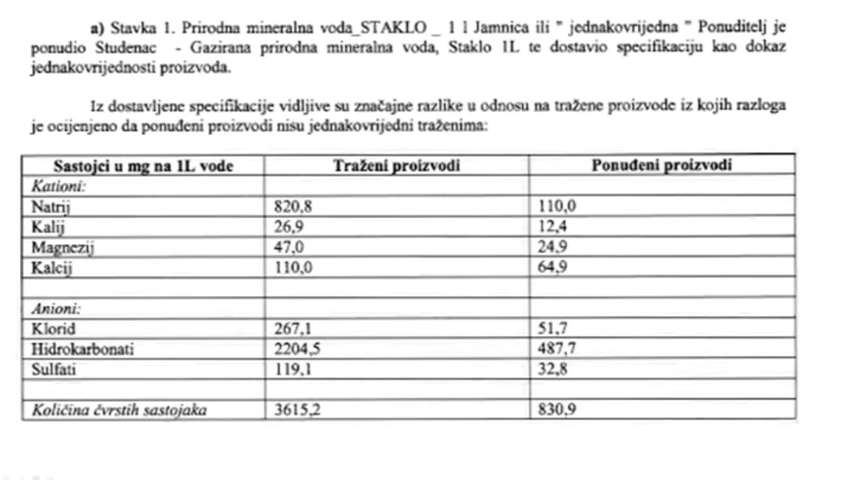 a) Stavka 1. Prirodna mineralna voda_STAKLO _ 1 l Jamnica ili " jednakovrijedna " Ponuditelj je
ponudio Studenac - Gazirana prirodna mineralna voda, Staklo 1L te dostavio specifikaciju kao dokaz
jednakovrijednosti proizvoda.
Iz dostavljene specifikacije vidljive su značajne razlike u odnosu na tražene proizvode iz kojih razloga
je ocijenjeno da ponuđeni proizvodi nisu jednakovrijedni traženima:
Sastojci u mg na 1L vode Traženi proizvodi Ponuđeni proizvodi
Kationi:
Natrij 820,8 110,0
Kalij 26,9 12,4
Magnezij 47,0 24,9
Kalcij 110,0 64,9
Anioni:
Klorid 267,1 51,7
Hidrokarbonati 2204,5 487,7
Sulfati 119,1 32,8
Količina čvrstih sastojaka 3615,2 830,9